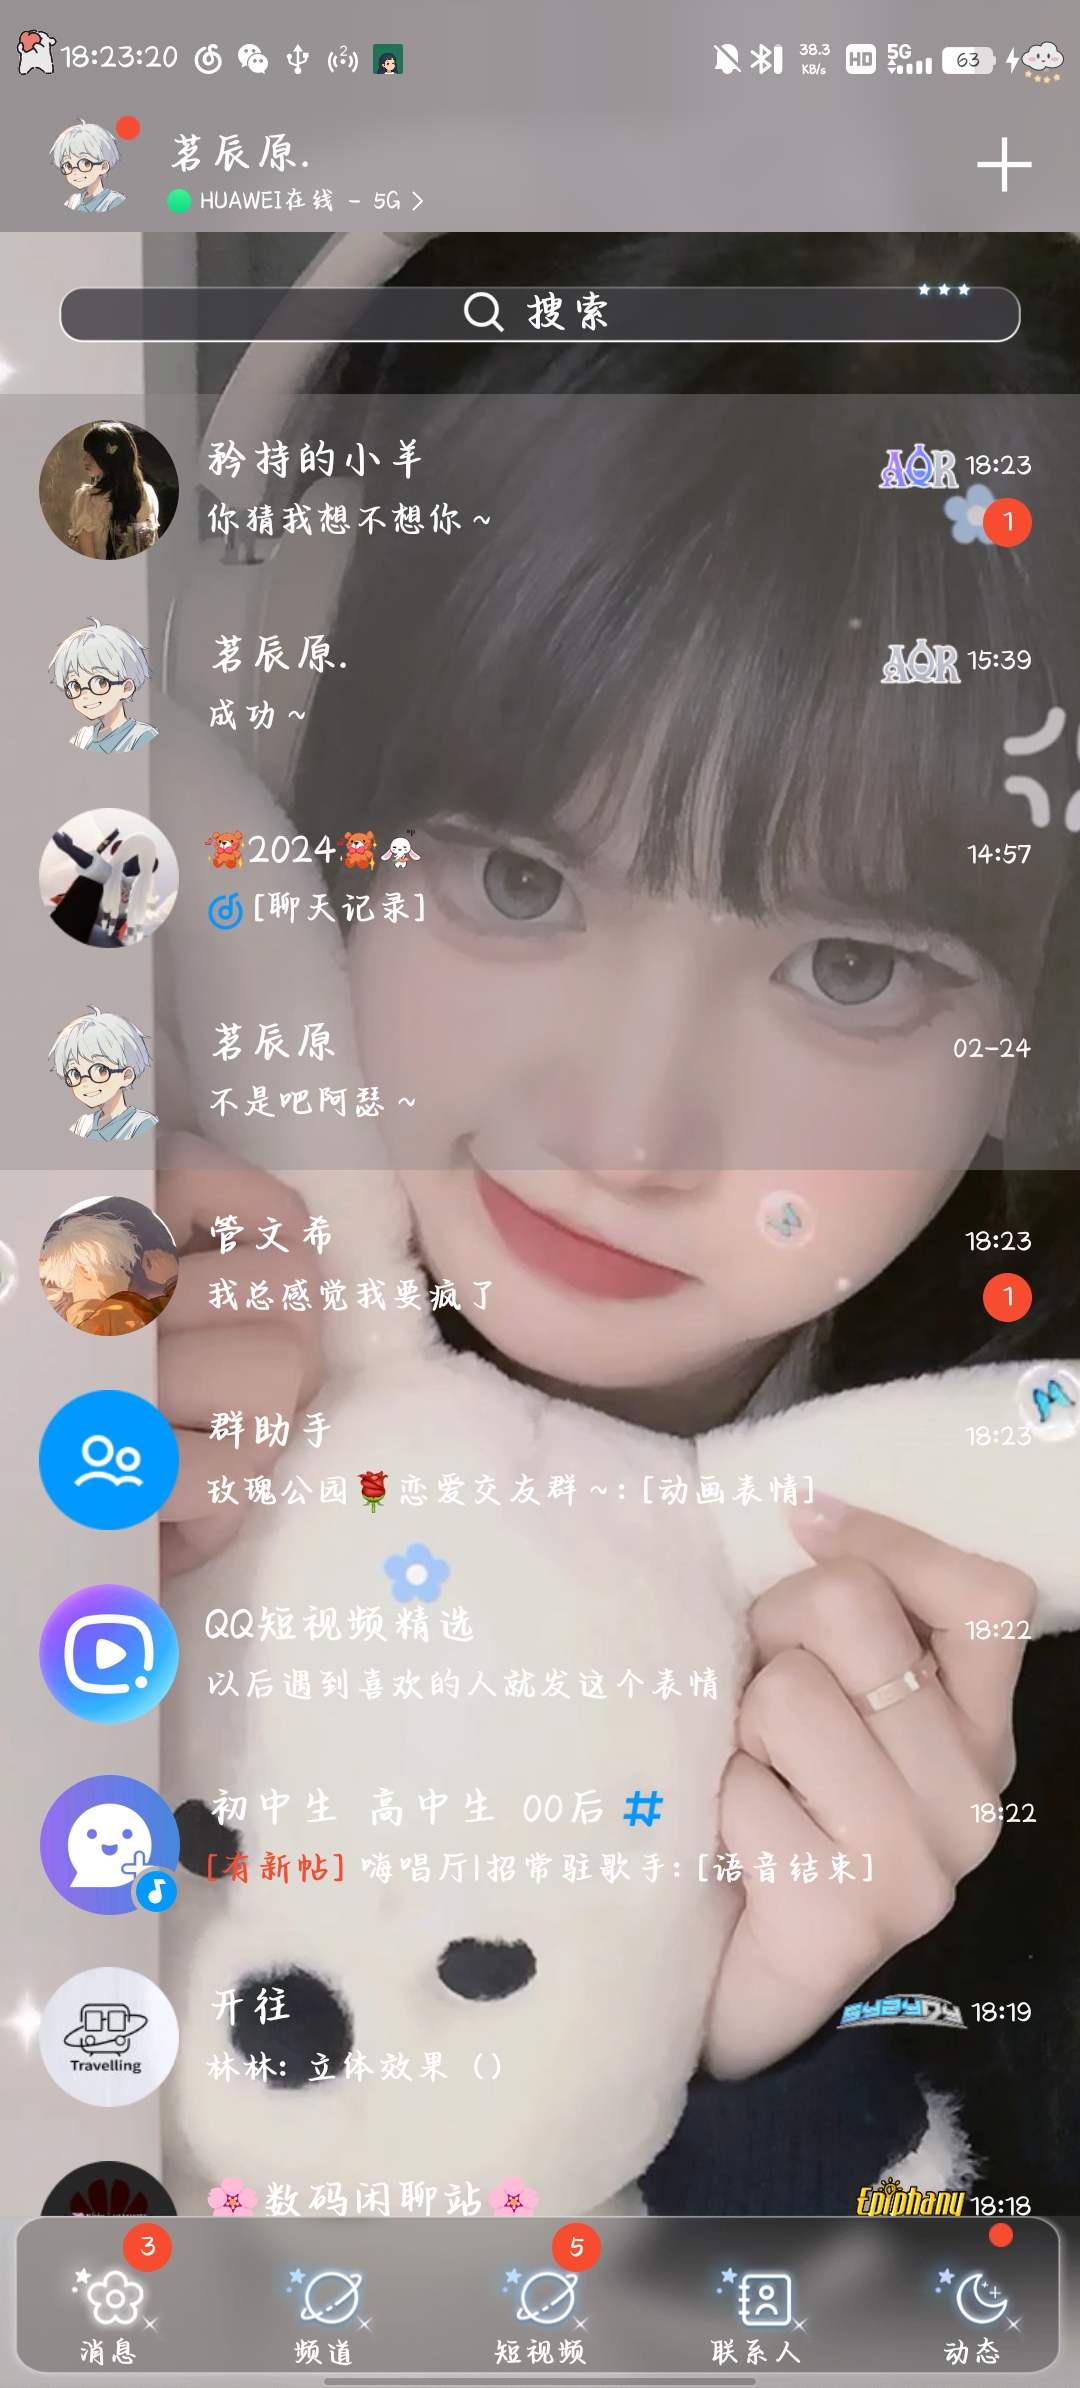 18:23:20
2
38.3
KB/s
HD
5G
63
茗辰原.
HUAWEI在线 - 5G >
搜索
矜持的小羊
AQR 18:23
你猜我想不想你~
1
茗辰原.
AQR 15:39
成功~
2024
14:57
[聊天记录]
茗辰原
02-24
不是吧阿瑟~
管文希
18:23
我总感觉我要疯了
1
群助手
18:23
玫瑰公园🌹恋爱交友群~: [动画表情]
QQ短视频精选
18:22
以后遇到喜欢的人就发这个表情
初中生 高中生 00后 #
18:22
[有新帖] 嗨唱厅|招常驻歌手: [语音结束]
Travelling
开往
18:19
林林: 立体效果 ()
🌸数码闲聊站🌸
Epiphany 18:18
3
5
消息
频道
短视频
联系人
动态